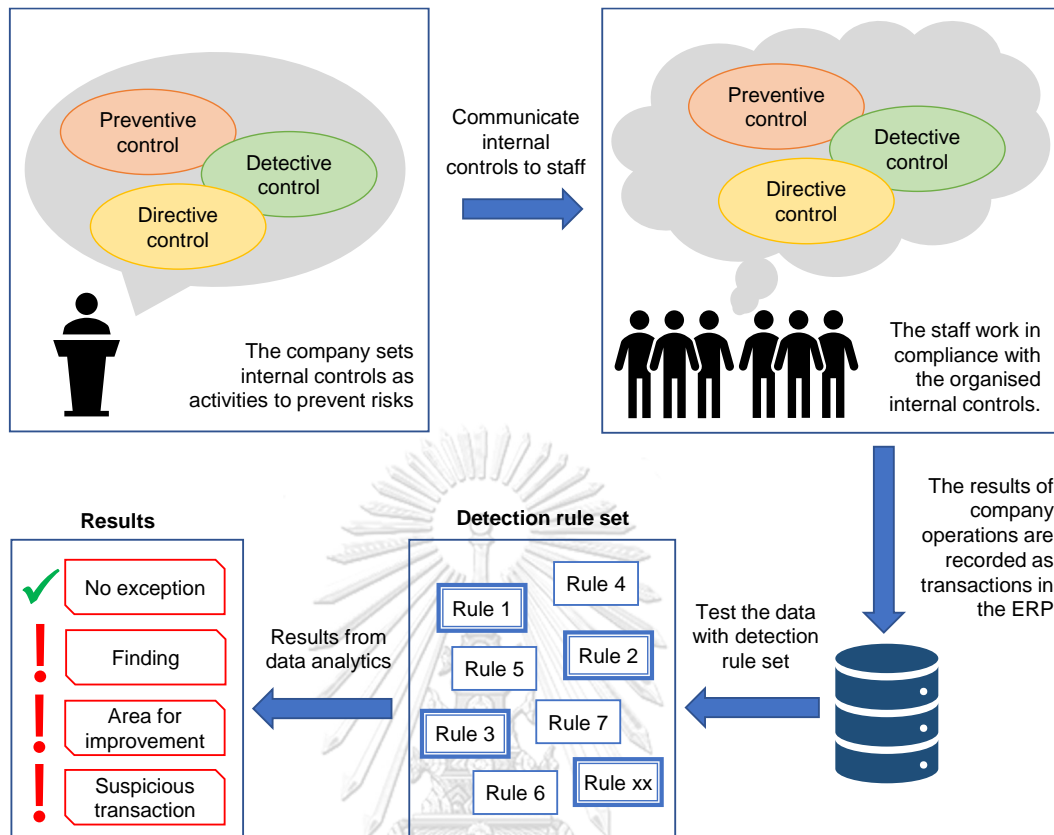 Preventive
control
Detective
control
Directive
control
The company sets
internal controls as
activities to prevent risks
Communicate
internal
controls to staff
Preventive
control
Detective
control
Directive
control
The staff work in
compliance with
the organised
internal controls.
The results of
company
operations are
recorded as
transactions in
the ERP
Test the data
with detection
rule set
Detection rule set
Rule 4
Rule 1
Rule 2
Rule 5
Rule 7
Rule 3
Rule xx
Rule 6
Results from
data analytics
Results
No exception
Finding
Area for
improvement
Suspicious
transaction